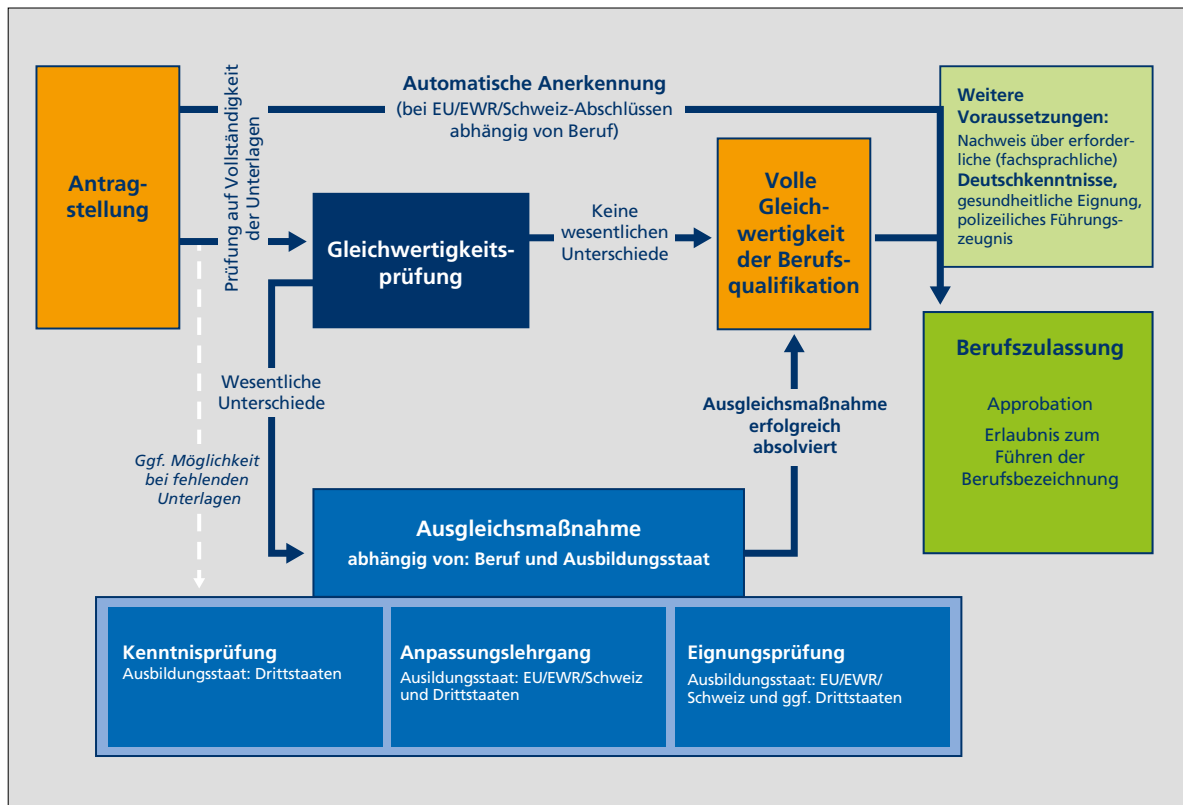 Antrag-
stellung
Prüfung auf Vollständigkeit
der Unterlagen
Automatische Anerkennung
(bei EU/EWR/Schweiz-Abschlüssen
abhängig von Beruf)
Gleichwertigkeits-
prüfung
Keine
wesentlichen
Unterschiede
Volle
Gleich-
wertigkeit
der Berufs-
qualifikation
Weitere
Voraussetzungen:
Nachweis über erforder-
liche (fachsprachliche)
Deutschkenntnisse,
gesundheitliche Eignung,
polizeiliches Führungs-
zeugnis
Berufszulassung
Approbation
Erlaubnis zum
Führen der
Berufsbezeichnung
Wesentliche
Unterschiede
Ggf. Möglichkeit
bei fehlenden
Unterlagen
Ausgleichsmaßnahme
erfolgreich
absolviert
Ausgleichsmaßnahme
abhängig von: Beruf und Ausbildungsstaat
Kenntnisprüfung
Ausbildungsstaat: Drittstaaten
Anpassungslehrgang
Ausildungsstaat: EU/EWR/Schweiz
und Drittstaaten
Eignungsprüfung
Ausbildungsstaat: EU/EWR/
Schweiz und ggf. Drittstaaten